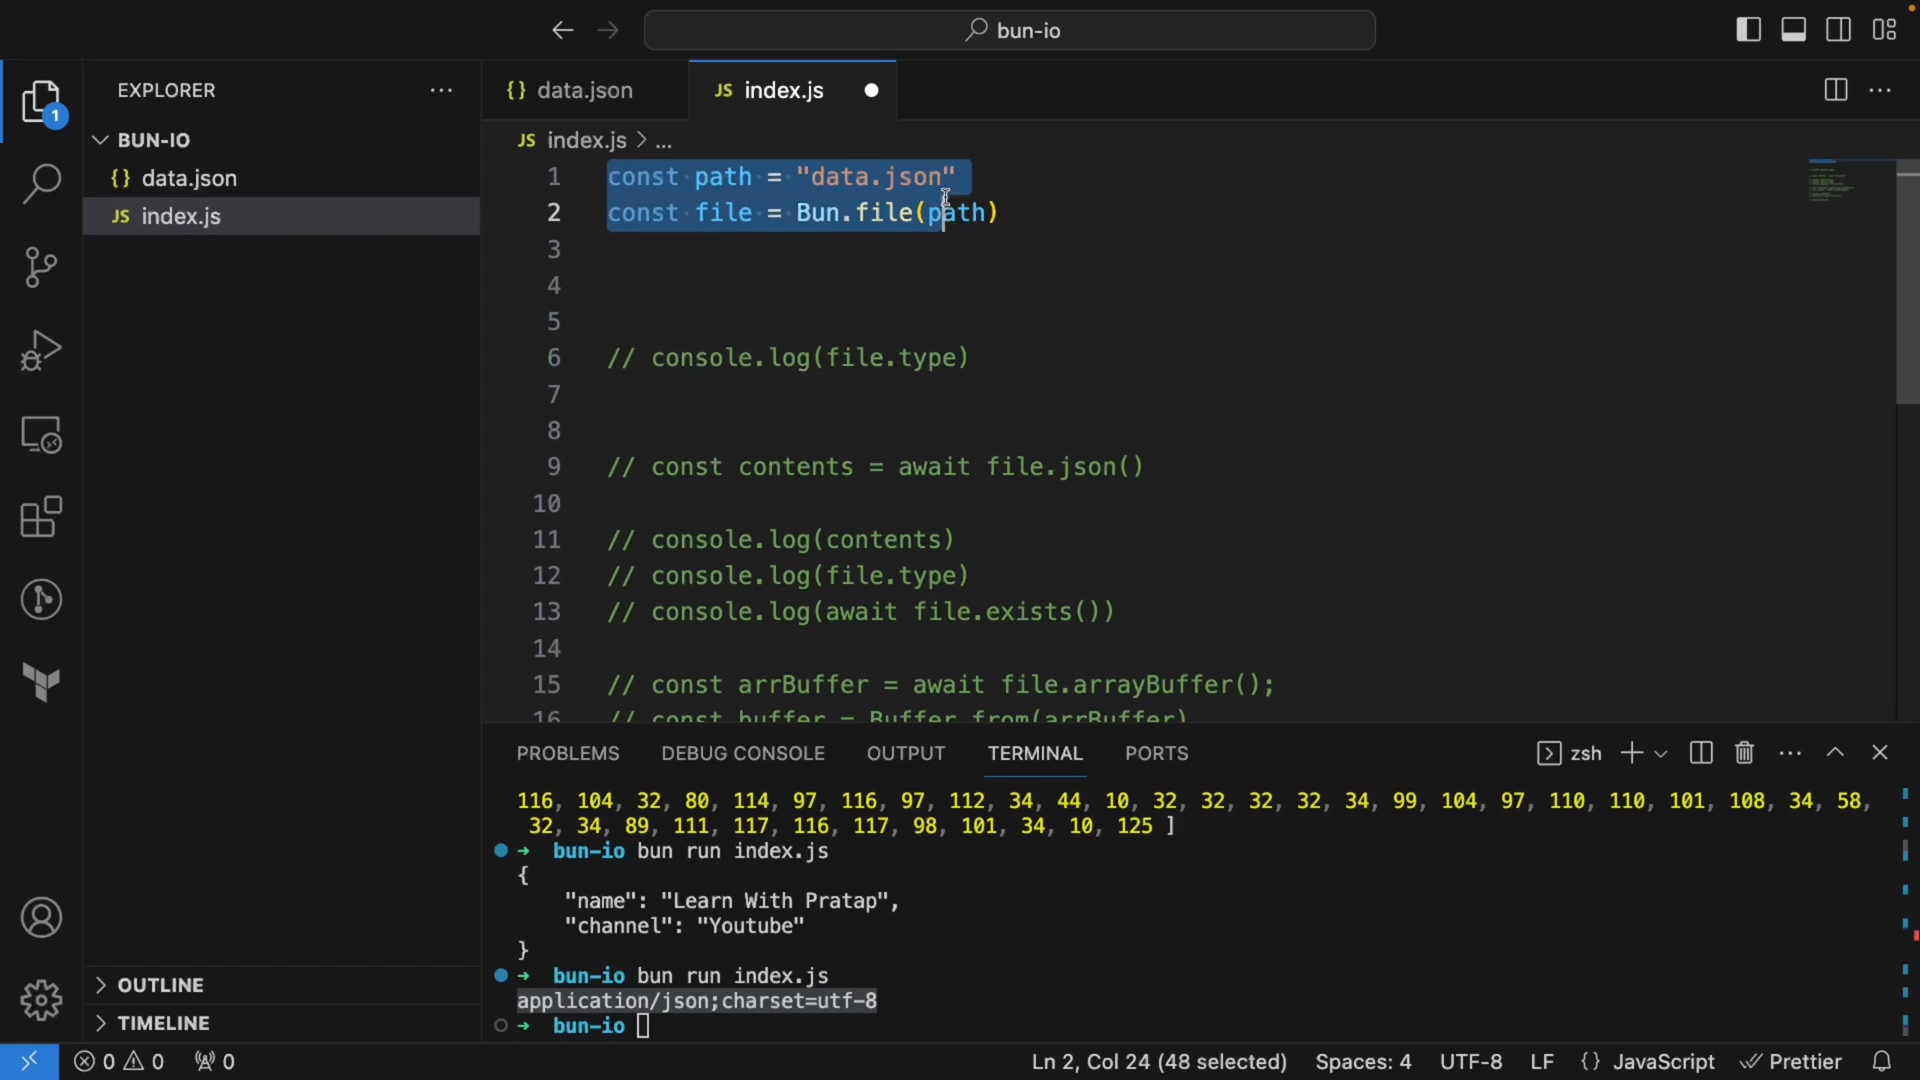 bun-io
EXPLORER
BUN-IO
{} data.json
JS index.js
1
OUTLINE
TIMELINE
{} data.json
JS index.js
JS index.js > ...
1 const path = "data.json"
2 const file = Bun.file(path)
3
4
5
6 // console.log(file.type)
7
8
9 // const contents = await file.json()
10
11 // console.log(contents)
12 // console.log(file.type)
13 // console.log(await file.exists())
14
15 // const arrBuffer = await file.arrayBuffer();
16 // const buffer = Buffer.from(arrBuffer)
PROBLEMS DEBUG CONSOLE OUTPUT TERMINAL PORTS zsh
116, 104, 32, 80, 114, 97, 116, 97, 112, 34, 44, 10, 32, 32, 32, 32, 34, 99, 104, 97, 110, 110, 101, 108, 34, 58,
32, 34, 89, 111, 117, 116, 117, 98, 101, 34, 10, 125 ]
➜ bun-io bun run index.js
{
"name": "Learn With Pratap",
"channel": "Youtube"
}
➜ bun-io bun run index.js
application/json;charset=utf-8
➜ bun-io
0 0 0 Ln 2, Col 24 (48 selected) Spaces: 4 UTF-8 LF {} JavaScript Prettier